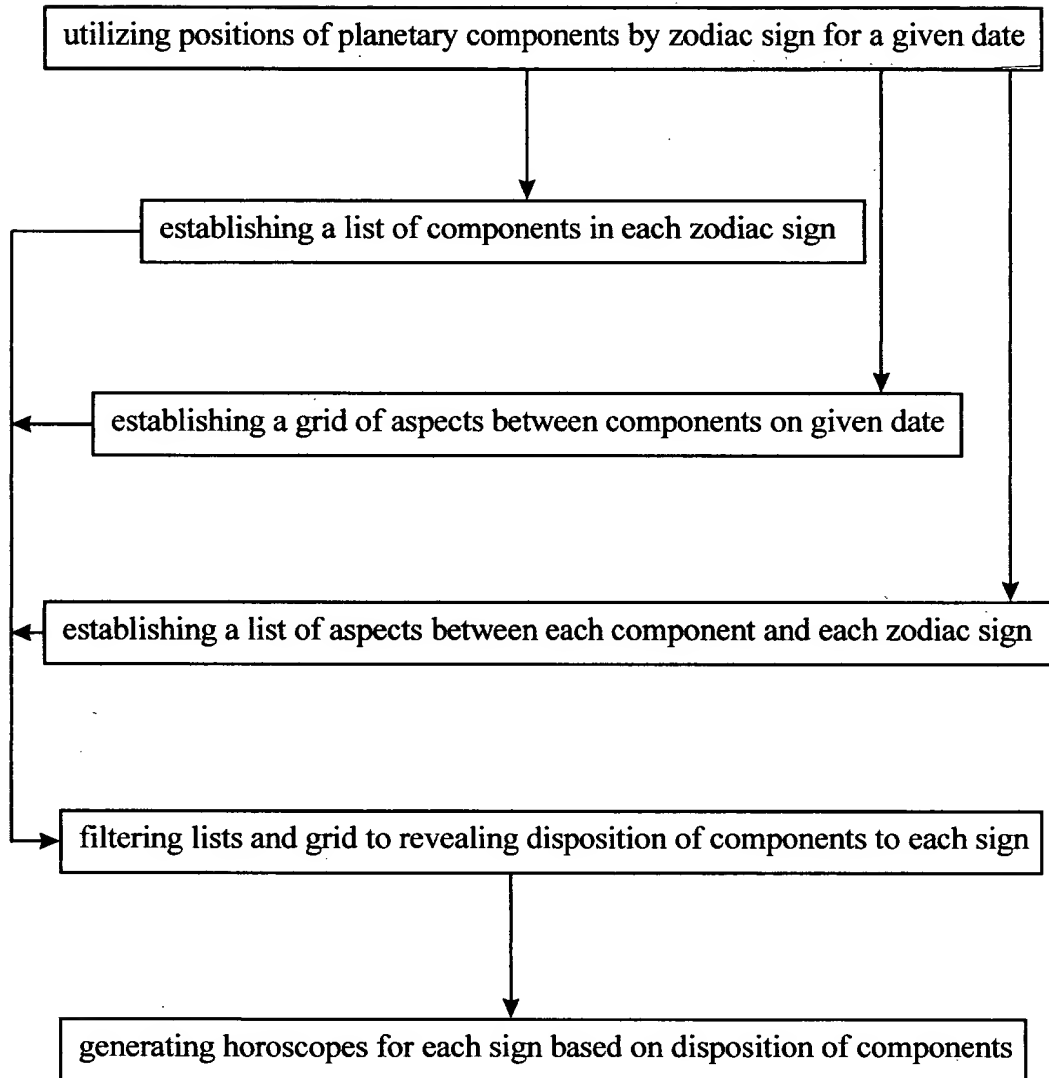 utilizing positions of planetary components by zodiac sign for a given date
establishing a list of components in each zodiac sign
establishing a grid of aspects between components on given date
establishing a list of aspects between each component and each zodiac sign
filtering lists and grid to revealing disposition of components to each sign
generating horoscopes for each sign based on disposition of components